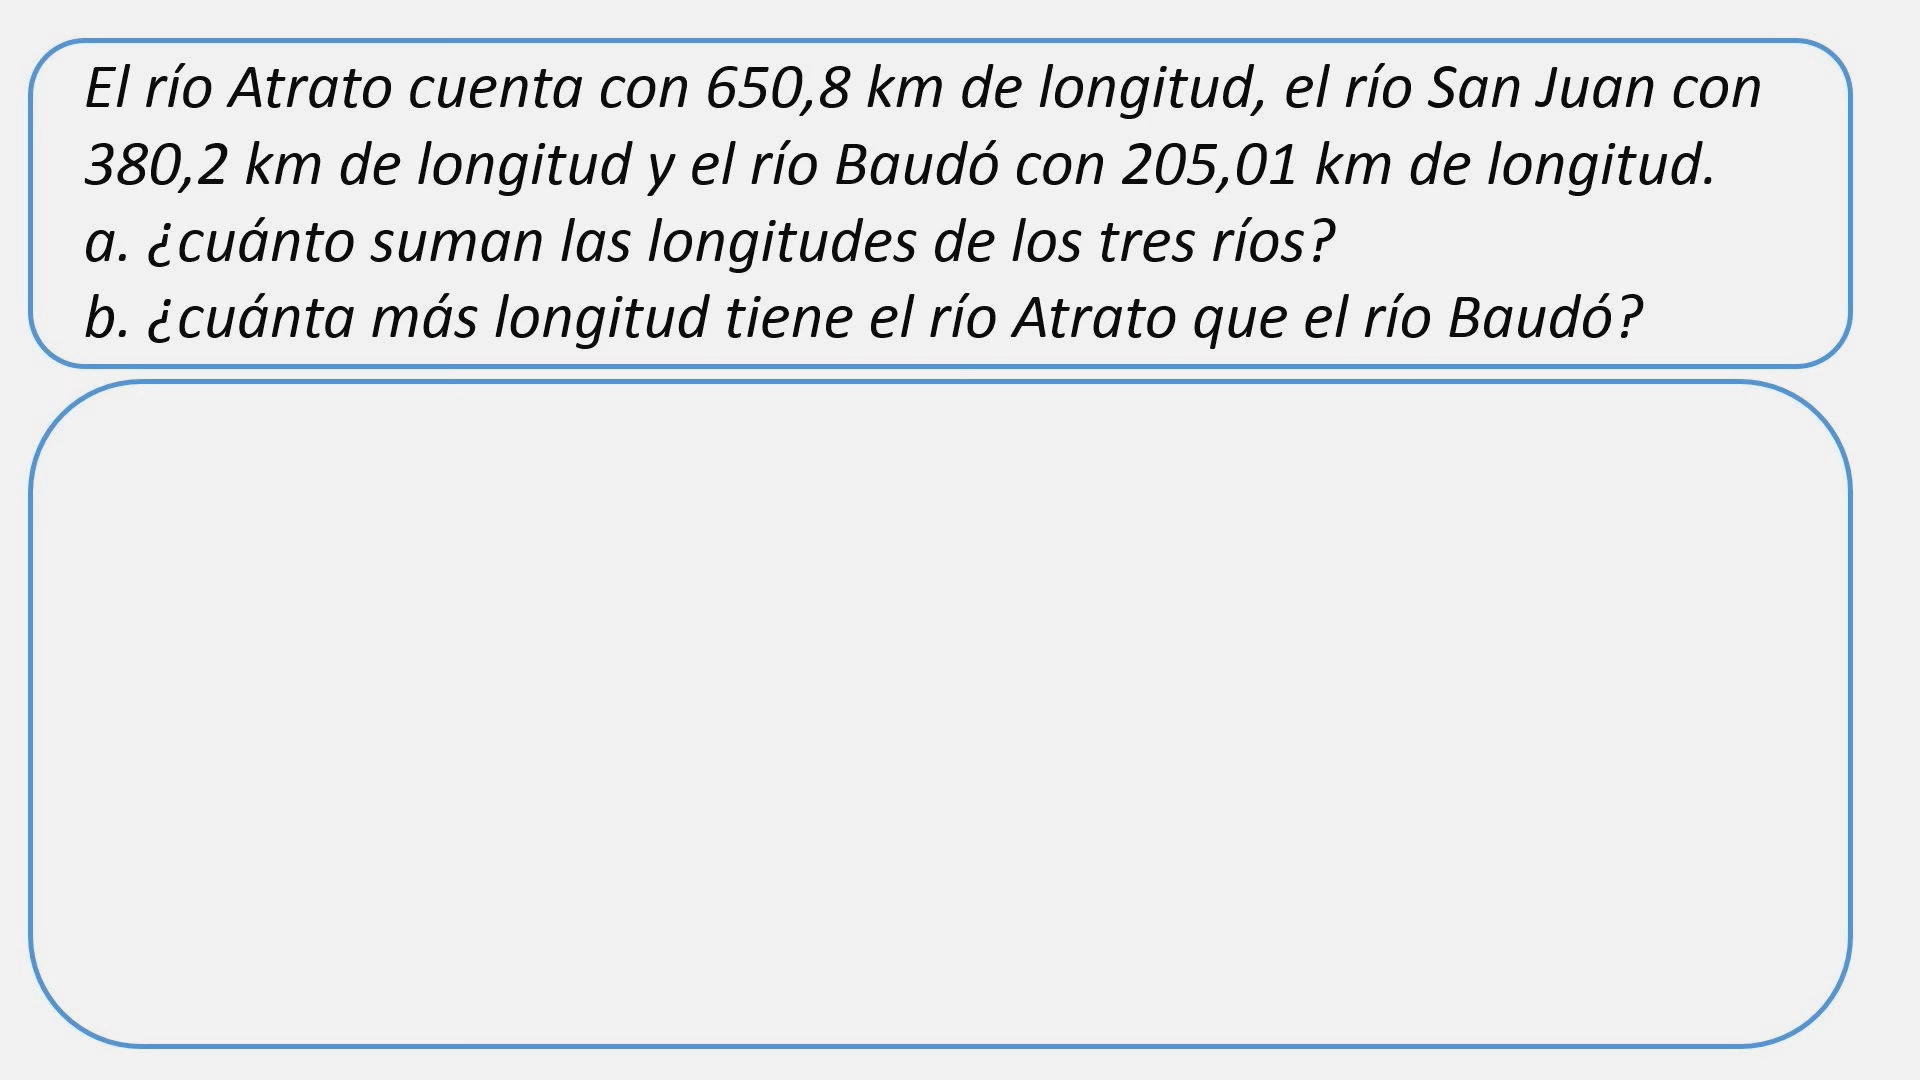 El río Atrato cuenta con 650,8 km de longitud, el río San Juan con
380,2 km de longitud y el río Baudó con 205,01 km de longitud.
a. ¿cuánto suman las longitudes de los tres ríos?
b. ¿cuánta más longitud tiene el río Atrato que el río Baudó?